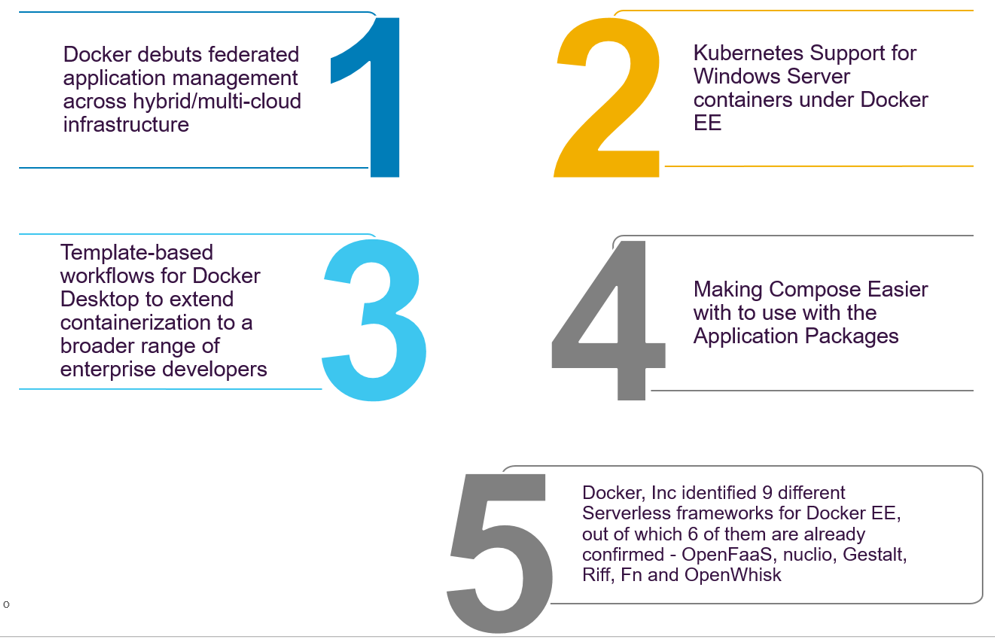 Docker debuts federated
application management
across hybrid/multi-cloud
infrastructure
1
2
Kubernetes Support for
Windows Server
containers under Docker
EE
Template-based
workflows for Docker
Desktop to extend
containerization to a
broader range of
enterprise developers
3
4
Making Compose Easier
with to use with the
Application Packages
5
Docker, Inc identified 9 different
Serverless frameworks for Docker EE,
out of which 6 of them are already
confirmed - OpenFaaS, nuclio, Gestalt,
Riff, Fn and OpenWhisk
o